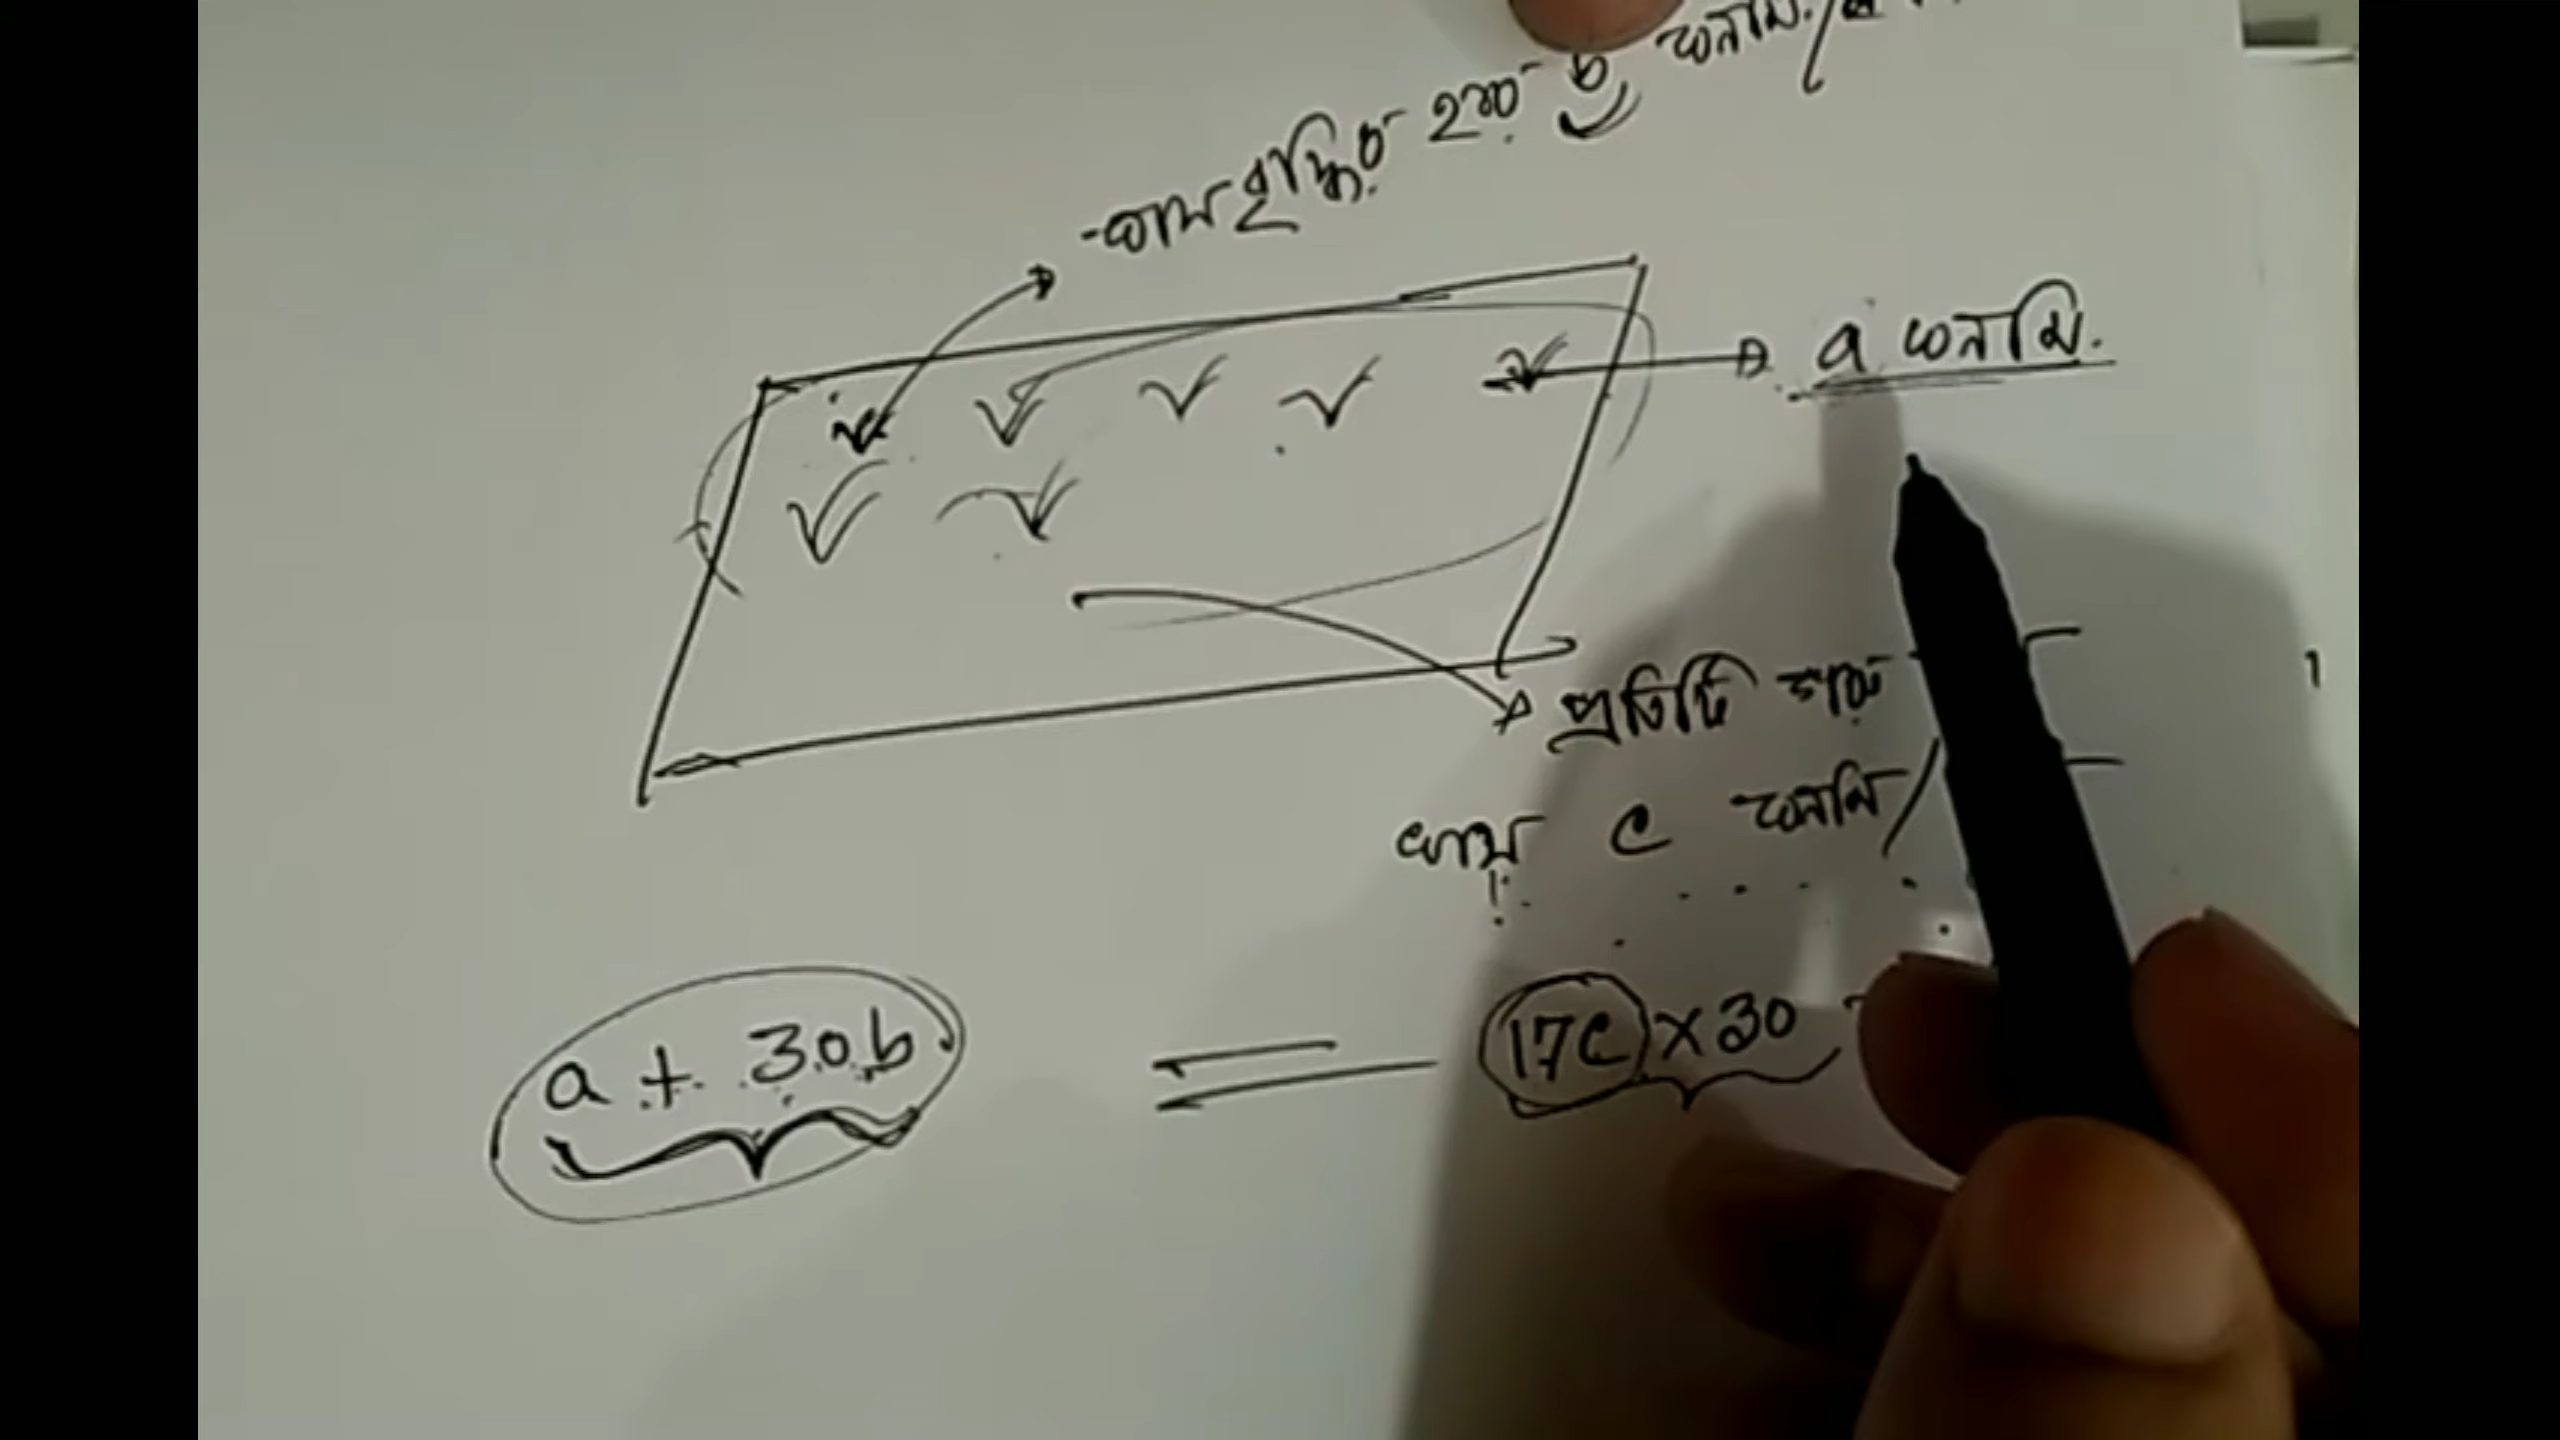 ঘাস বৃদ্ধির হার b ঘনমি./
a ঘনমি.
প্রতিটি গরু
খায় c ঘনমি/
a + 30b = 17c × 30